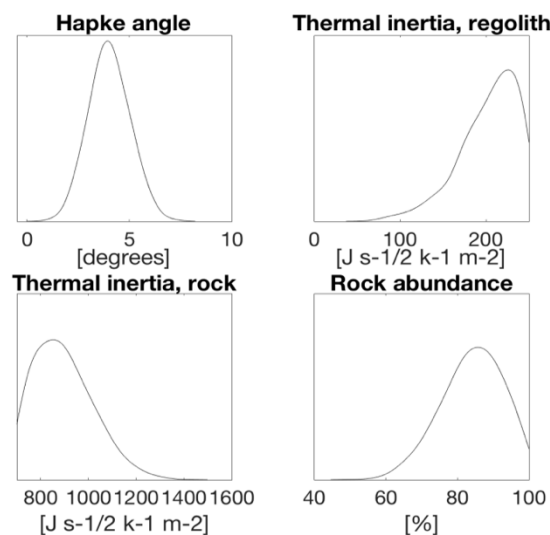 Hapke angle
0 5 10
[degrees]
Thermal inertia, regolith
0 100 200
[J s-1/2 k-1 m-2]
Thermal inertia, rock
800 1000 1200 1400 1600
[J s-1/2 k-1 m-2]
Rock abundance
40 60 80 100
[%]